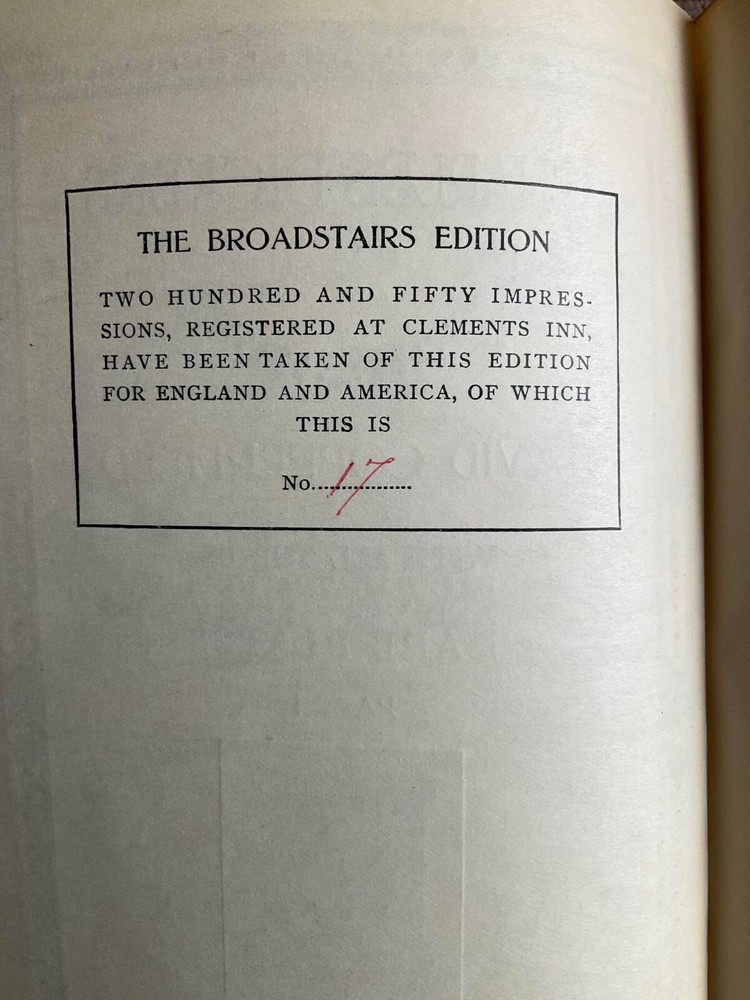 THE BROADSTAIRS EDITION
TWO HUNDRED AND FIFTY IMPRES-
SIONS, REGISTERED AT CLEMENTS INN,
HAVE BEEN TAKEN OF THIS EDITION
FOR ENGLAND AND AMERICA, OF WHICH
THIS IS
No. 17